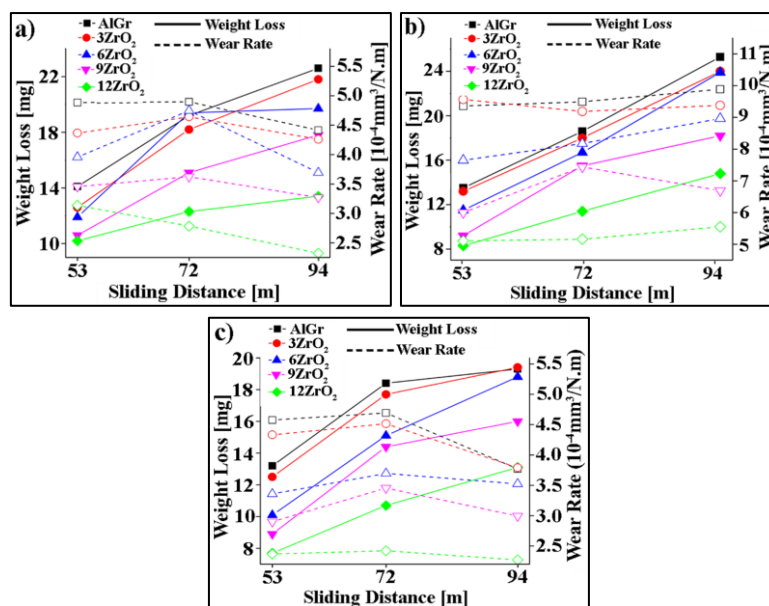 a)
AlGr
Weight Loss
3ZrO₂
Wear Rate
6ZrO₂
9ZrO₂
12ZrO₂
Weight Loss [mg]
22
18
14
10
Wear Rate [10⁻⁴mm³/N.m]
5.5
5.0
4.5
4.0
3.5
3.0
2.5
53 72 94
Sliding Distance [m]
b)
AlGr
Weight Loss
3ZrO₂
Wear Rate
6ZrO₂
9ZrO₂
12ZrO₂
Weight Loss [mg]
24
20
16
12
8
Wear Rate [10⁻⁴mm³/N.m]
11
10
9
8
7
6
5
53 72 94
Sliding Distance [m]
c)
AlGr
Weight Loss
3ZrO₂
Wear Rate
6ZrO₂
9ZrO₂
12ZrO₂
Weight Loss [mg]
20
18
16
14
12
10
8
Wear Rate (10⁻⁴mm³/N.m]
5.5
5.0
4.5
4.0
3.5
3.0
2.5
53 72 94
Sliding Distance [m]